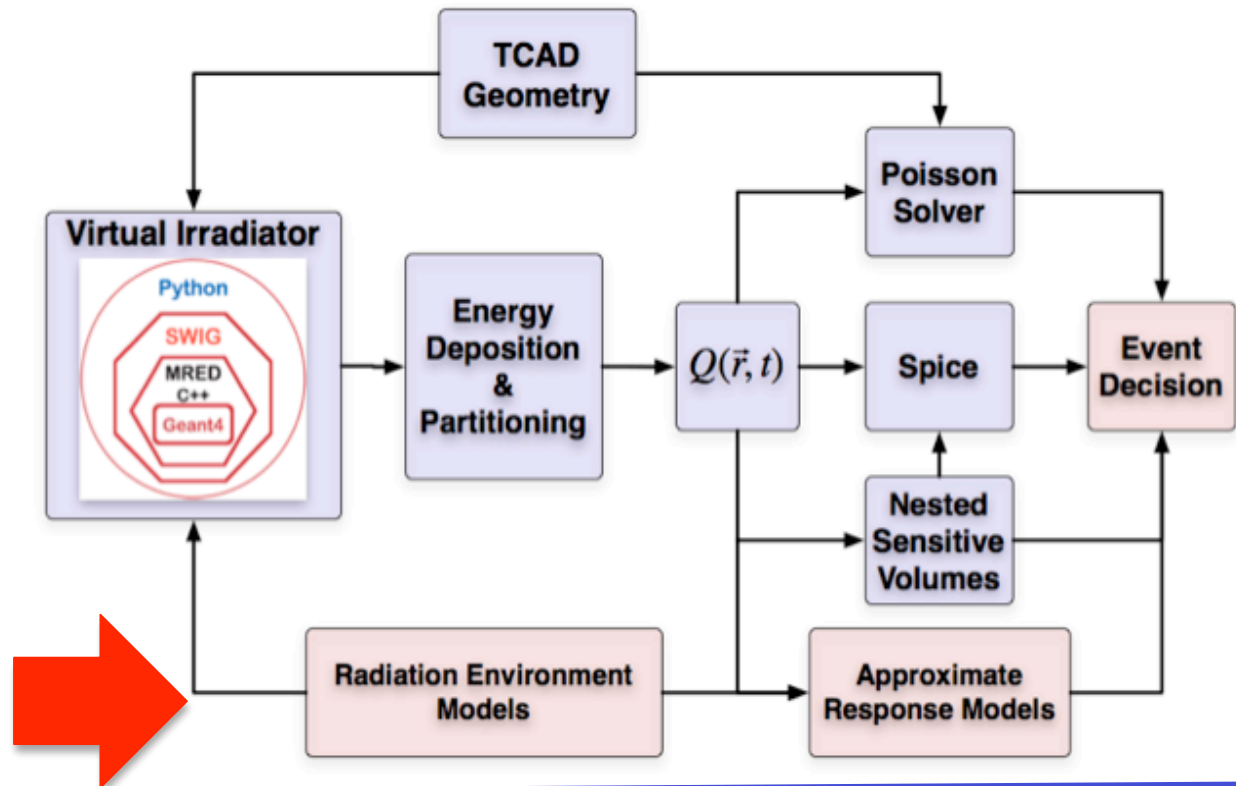 TCAD
Geometry
Virtual Irradiator
Python
SWIG
MRED
C++
Geant4
Energy
Deposition
&
Partitioning
Q(r⃗, t)
Poisson
Solver
Spice
Event
Decision
Nested
Sensitive
Volumes
Radiation Environment
Models
Approximate
Response Models